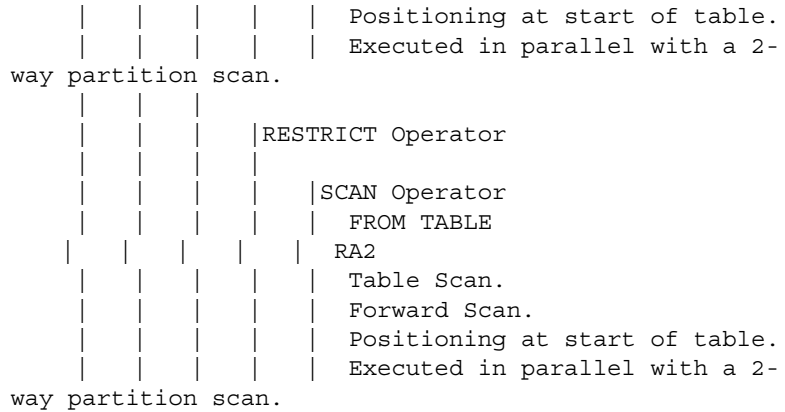 |   |   |   |   |  Positioning at start of table.
|   |   |   |   |  Executed in parallel with a 2-
way partition scan.
|   |   |
|   |   |   |RESTRICT Operator
|   |   |   |
|   |   |   |   |SCAN Operator
|   |   |   |   |  FROM TABLE
|   |   |   |   |  RA2
|   |   |   |   |  Table Scan.
|   |   |   |   |  Forward Scan.
|   |   |   |   |  Positioning at start of table.
|   |   |   |   |  Executed in parallel with a 2-
way partition scan.